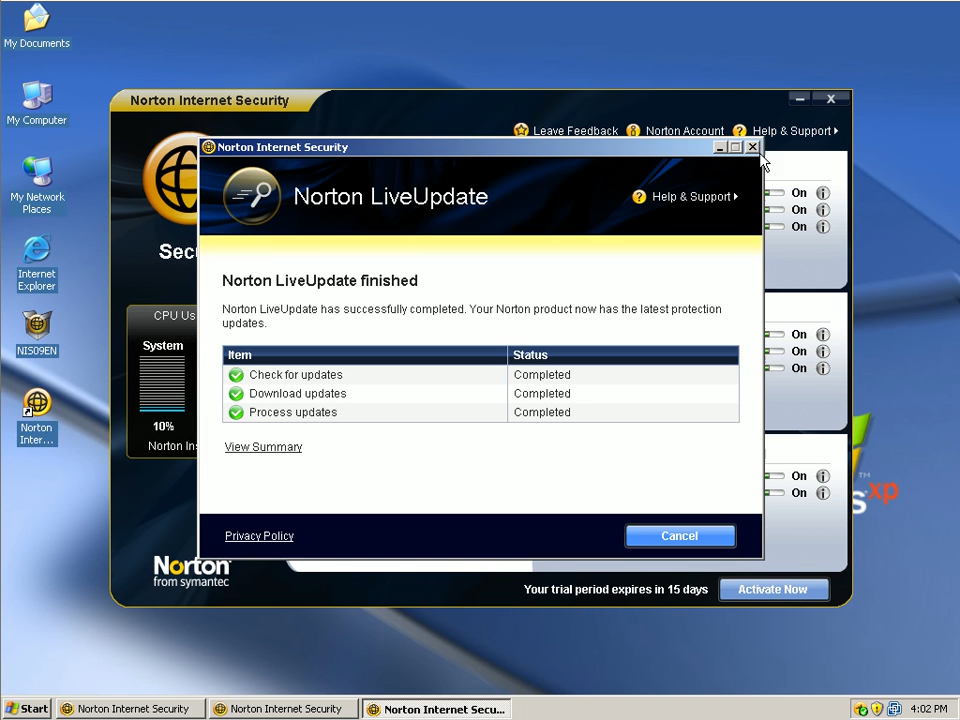 My Documents
My Computer
My Network
Places
Internet
Explorer
NIS09EN
Norton
Inter...
Norton Internet Security
Leave Feedback
Norton Account
Help & Support
Norton Internet Security
Norton LiveUpdate
Help & Support
On
On
On
Sec
Norton LiveUpdate finished
Norton LiveUpdate has successfully completed. Your Norton product now has the latest protection
updates.
CPU Us
System
10%
Norton Ins
Item Status
Check for updates Completed
Download updates Completed
Process updates Completed
On
On
On
View Summary
On
On
TM
s xp
Privacy Policy
Cancel
Norton
from symantec
Your trial period expires in 15 days
Activate Now
Start
Norton Internet Security
Norton Internet Security
Norton Internet Secu...
4:02 PM